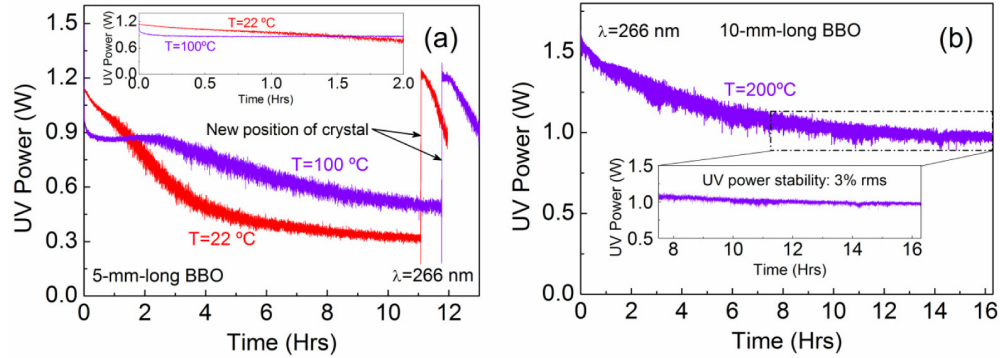 (a)
UV Power (W)
1.6
1.2
0.9
0.6
0.3
0.0
0
2
4
6
8
10
12
Time (Hrs)
UV Power (W)
1.2
0.9
0.6
0.3
0.0
0.0
0.5
1.0
1.5
2.0
Time (Hrs)
T=22 ºC
T=100ºC
New position of crystal
T=100 ºC
T=22 ºC
5-mm-long BBO
λ=266 nm
(b)
λ=266 nm
10-mm-long BBO
T=200ºC
UV Power (W)
1.5
1.0
0.5
0.0
0
2
4
6
8
10
12
14
16
Time (Hrs)
UV power stability: 3% rms
UV Power (W)
1.5
1.0
0.5
8
10
12
14
16
Time (Hrs)